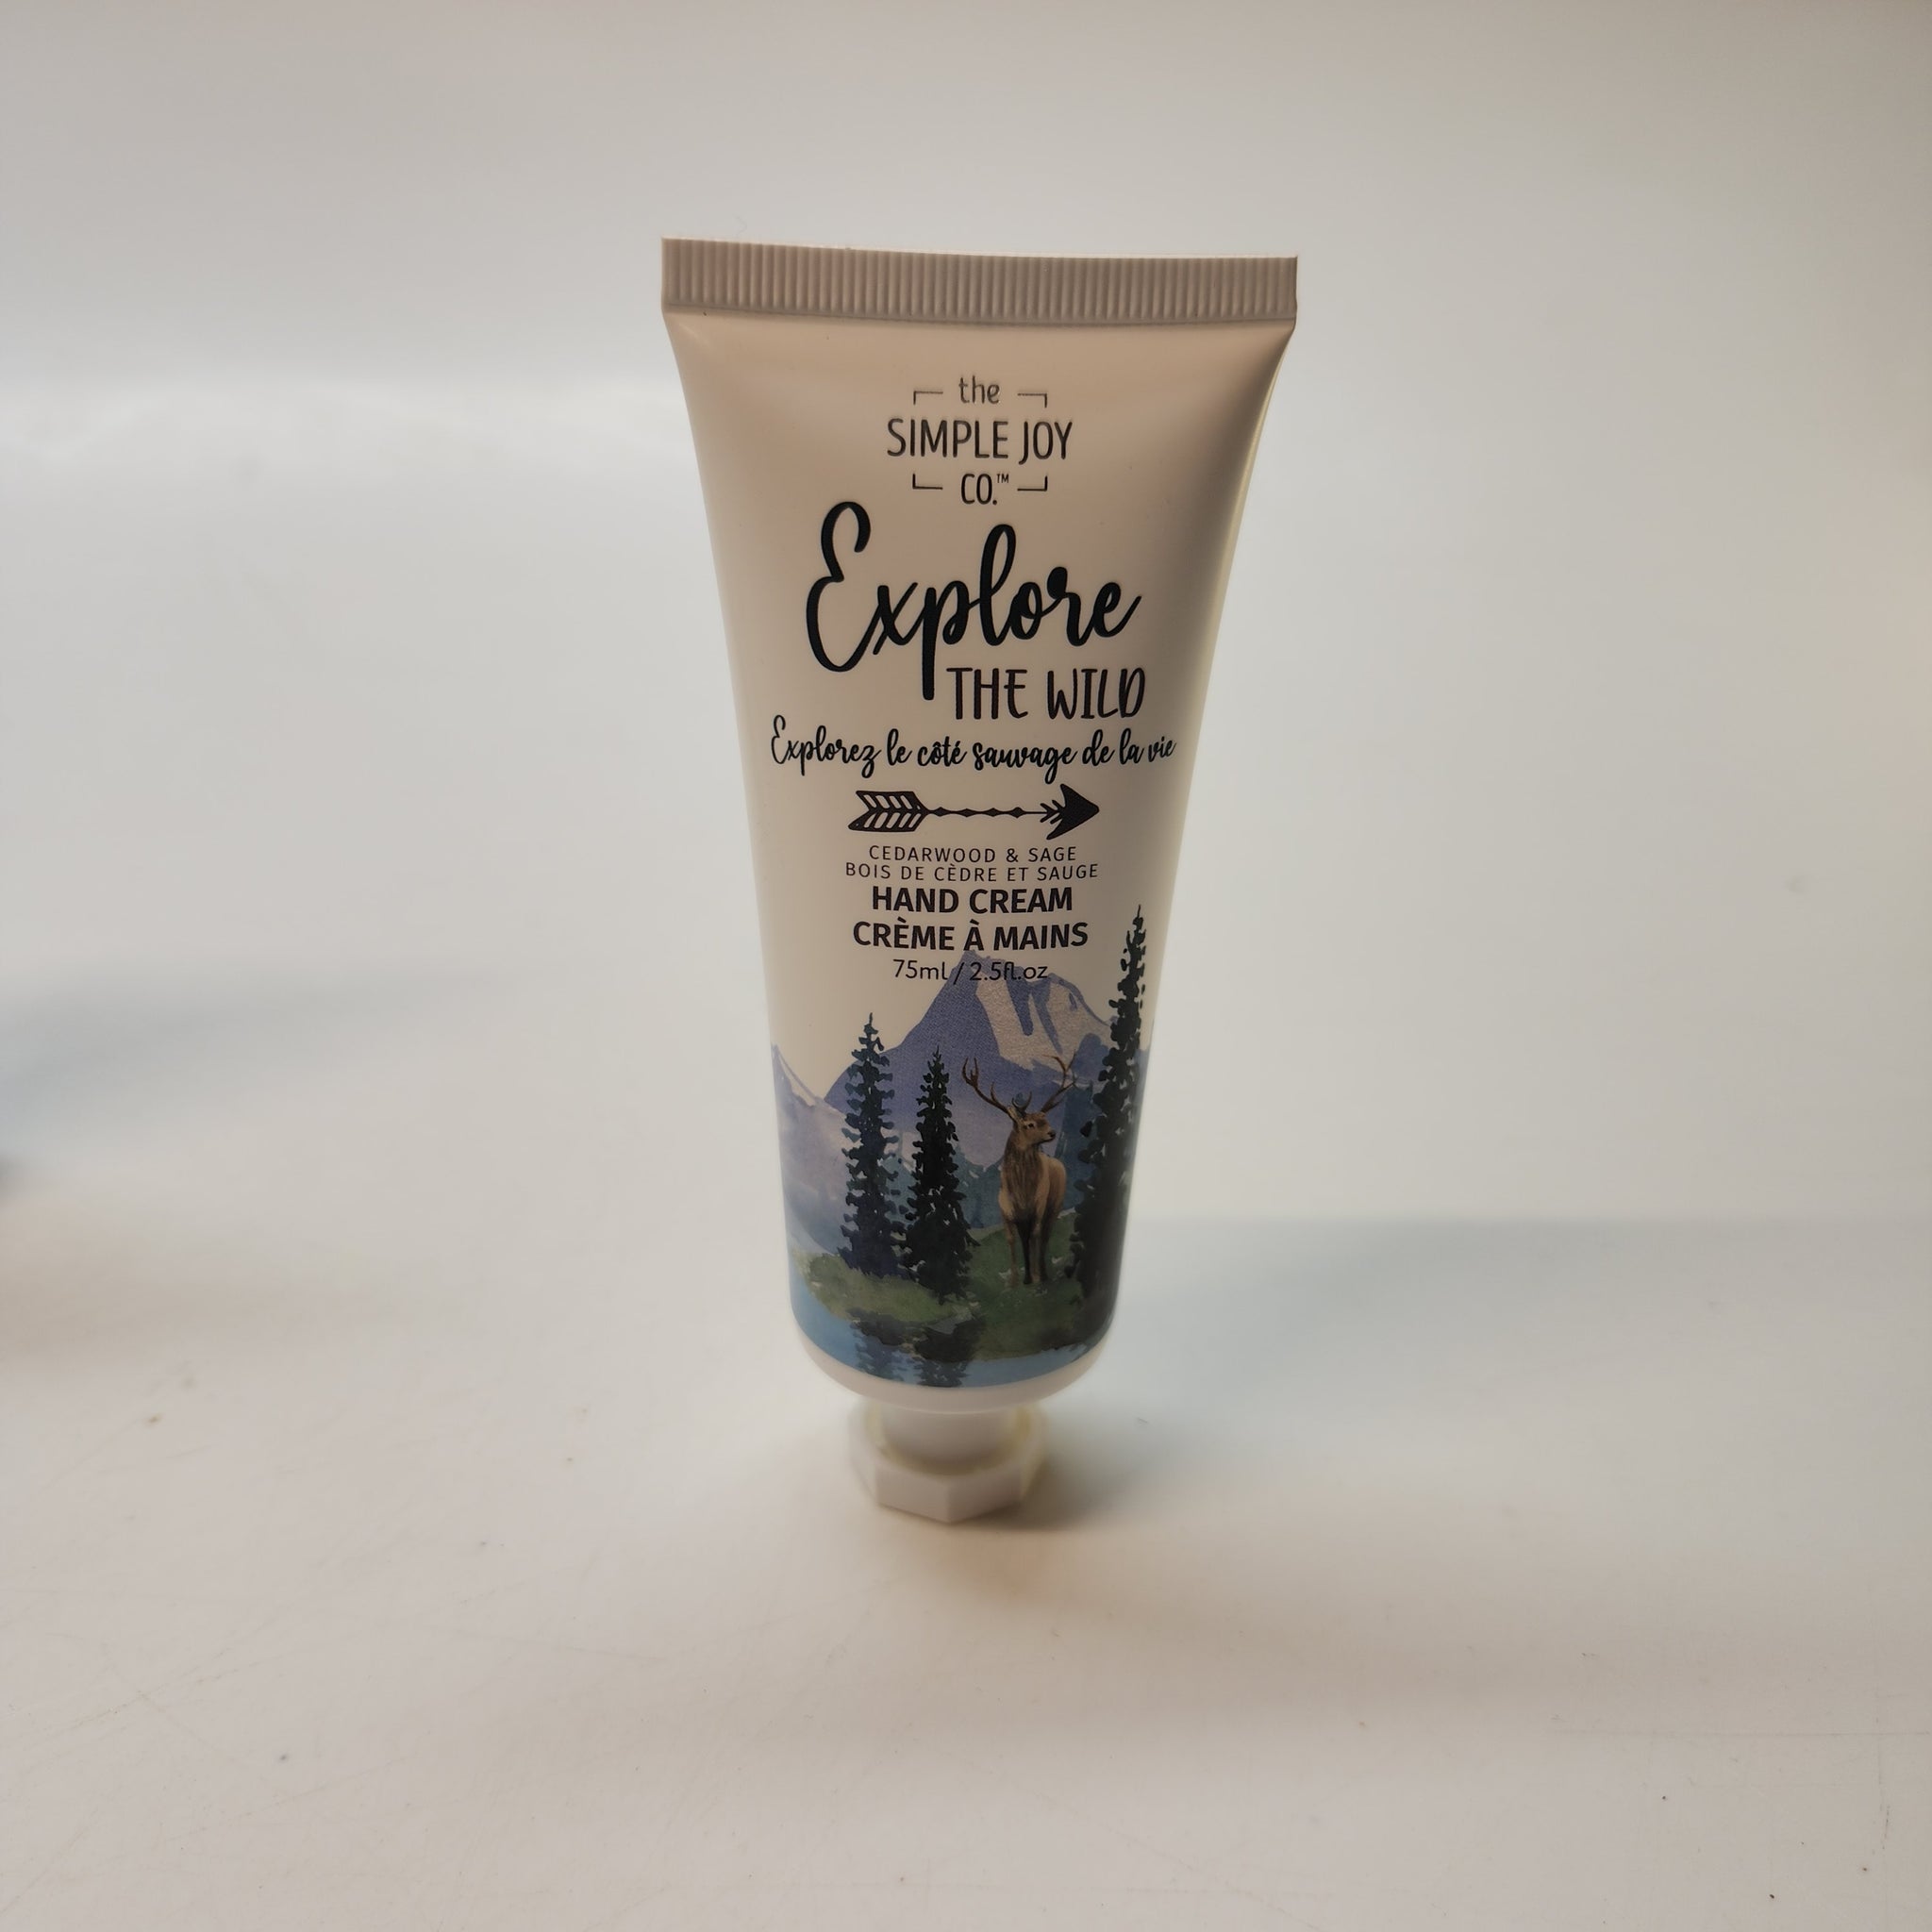 the
SIMPLE JOY
CO.™
Explore
THE WILD
Explorez le côté sauvage de la vie
CEDARWOOD & SAGE
BOIS DE CÈDRE ET SAUGE
HAND CREAM
CRÈME À MAINS
75ml / 2.5fl.oz